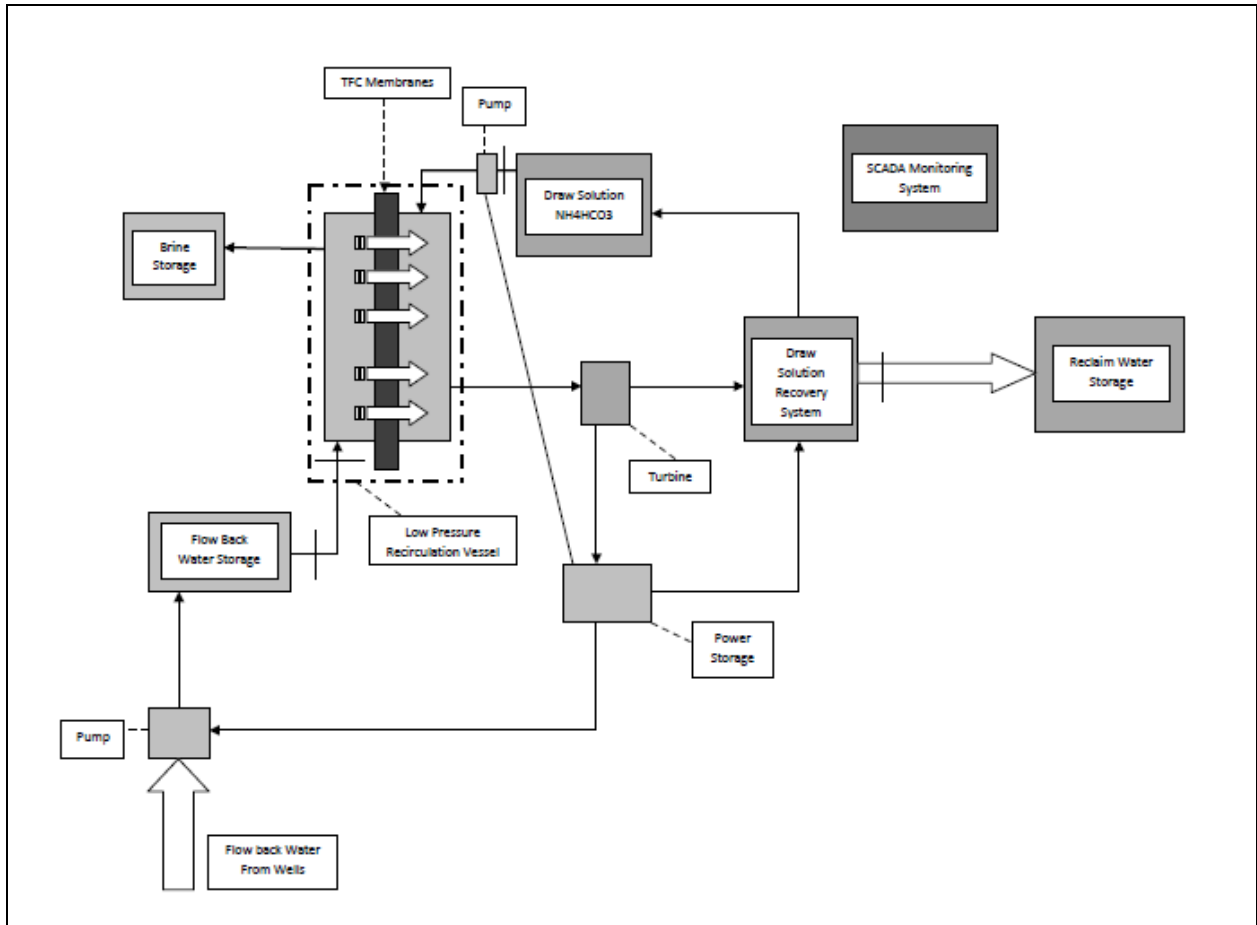 TFC Membranes
Pump
SCADA Monitoring
System
Draw Solution
NH4HCO3
Brine
Storage
Draw
Solution
Recovery
System
Reclaim Water
Storage
Turbine
Low Pressure
Recirculation Vessel
Flow Back
Water Storage
Power
Storage
Pump
Flow back Water
From Wells